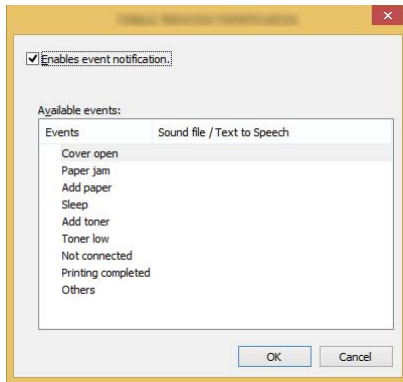 Enables event notification.
Available events:
Events Sound file / Text to Speech
Cover open
Paper jam
Add paper
Sleep
Add toner
Toner low
Not connected
Printing completed
Others
OK Cancel